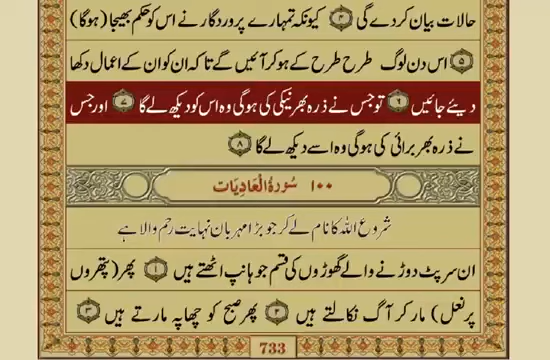 حالات بیان کردے گی ﴿۴﴾ کیونکہ تمہارے پروردگار نے اس کو حکم بھیجا (ہوگا)
﴿۵﴾ اس دن لوگ طرح طرح کے ہو کر آئیں گے تاکہ ان کو ان کے اعمال دکھا
دیئے جائیں ﴿۶﴾ تو جس نے ذرہ بھر نیکی کی ہوگی وہ اس کو دیکھ لے گا ﴿۷﴾ اور جس
نے ذرہ بھر برائی کی ہوگی وہ اسے دیکھ لے گا ﴿۸﴾
۱۰۰ سُورَةُ الْعَادِيَات
شروع اللہ کا نام لے کر جو بڑا مہربان نہایت رحم والا ہے
ان سرپٹ دوڑنے والے گھوڑوں کی قسم جو ہانپ اٹھتے ہیں ﴿۱﴾ پھر (پتھروں
پر نعل) مار کر آگ نکالتے ہیں ﴿۲﴾ پھر صبح کو چھاپہ مارتے ہیں ﴿۳﴾
733